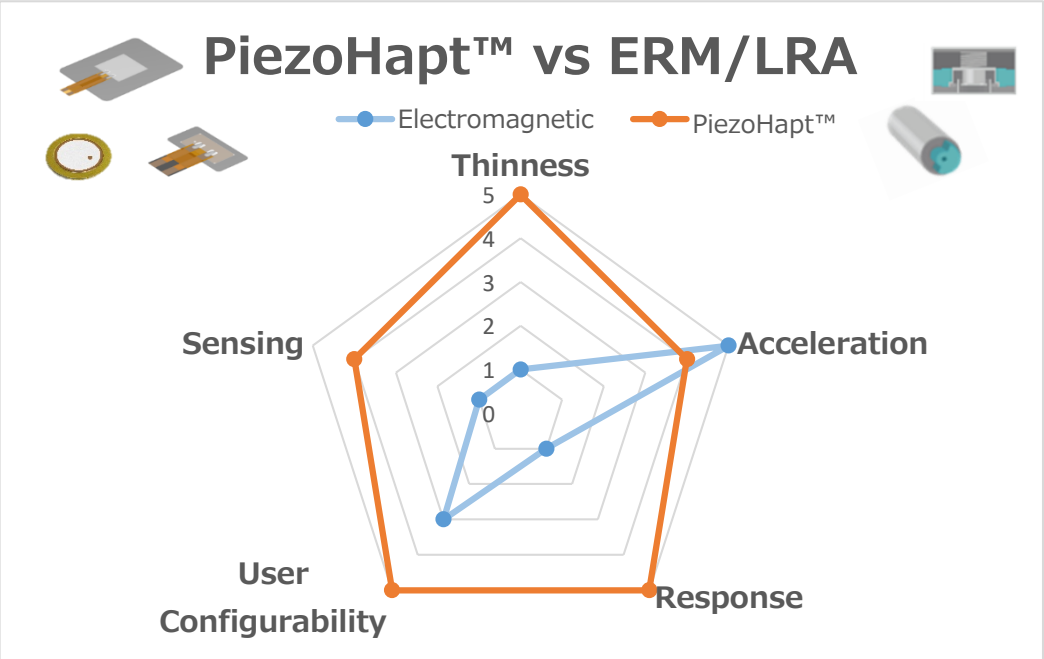 PiezoHapt™ vs ERM/LRA
Electromagnetic
PiezoHapt™
Thinness
5
4
3
2
1
0
Sensing
Acceleration
User
Configurability
Response